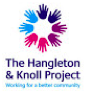 The Hangleton
& Knoll Project
Working for a better community